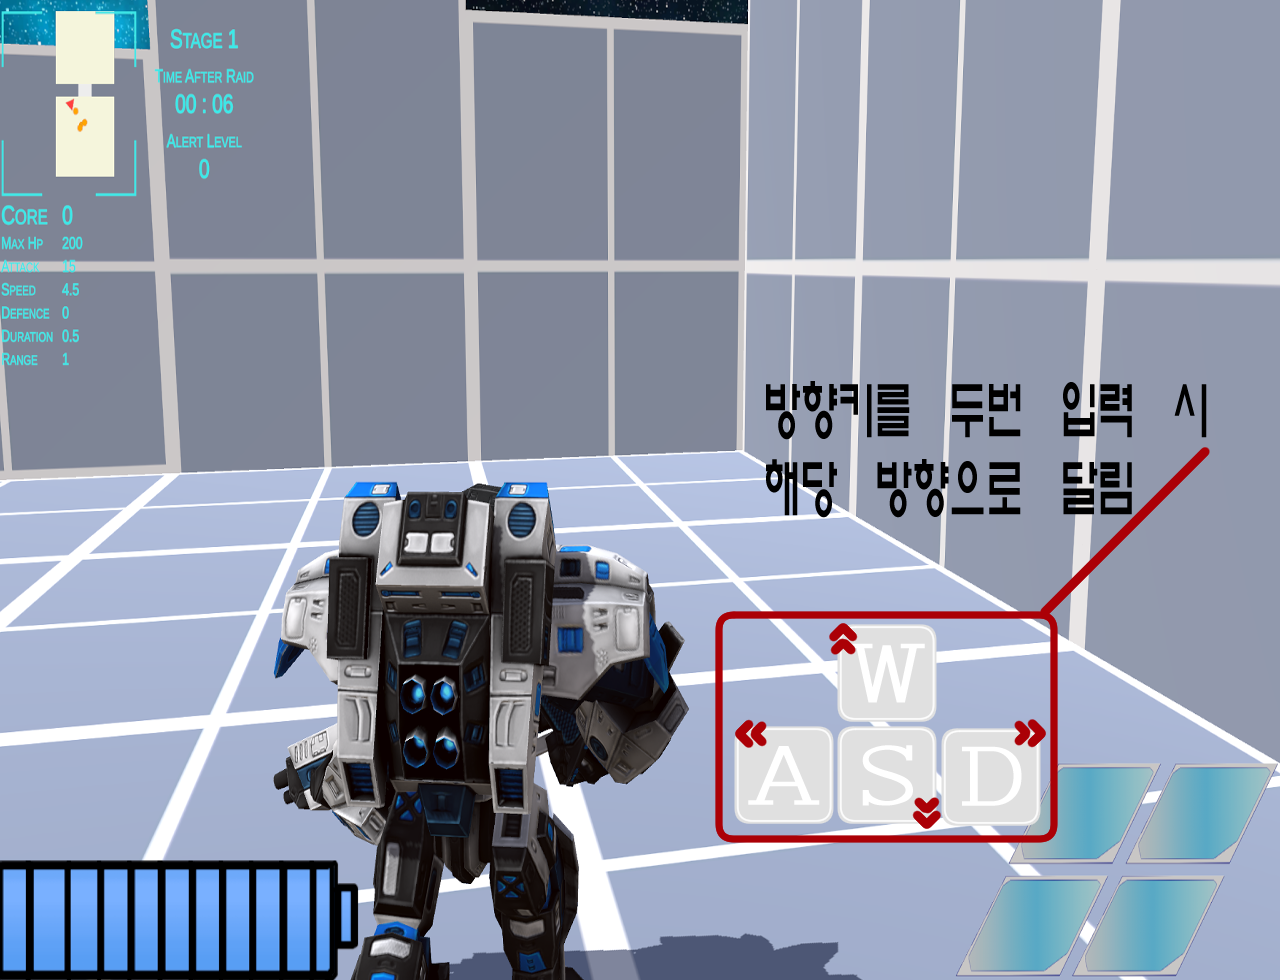 STAGE 1
TIME AFTER RAID
00 : 06
ALERT LEVEL
0
CORE 0
MAX HP 200
ATTACK 15
SPEED 4.5
DEFENCE 0
DURATION 0.5
RANGE 1
방향키를 두번 입력 시
해당 방향으로 달림
W
A S D